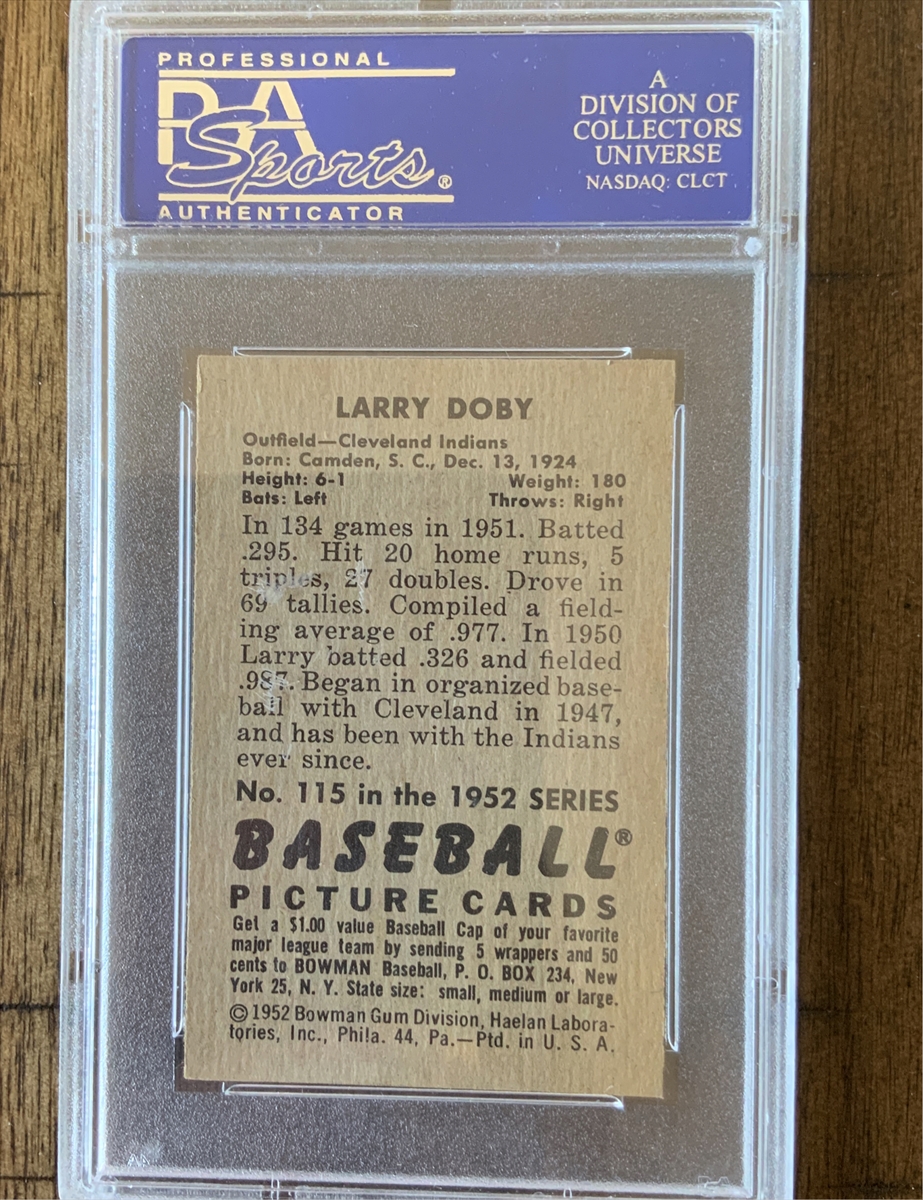 PROFESSIONAL
PSA
Sports®
AUTHENTICATOR
A
DIVISION OF
COLLECTORS
UNIVERSE
NASDAQ: CLCT
LARRY DOBY
Outfield—Cleveland Indians
Born: Camden, S. C., Dec. 13, 1924
Height: 6-1 Weight: 180
Bats: Left Throws: Right
In 134 games in 1951. Batted
.295. Hit 20 home runs, 5
triples, 27 doubles. Drove in
69 tallies. Compiled a field-
ing average of .977. In 1950
Larry batted .326 and fielded
.987. Began in organized base-
ball with Cleveland in 1947,
and has been with the Indians
ever since.
No. 115 in the 1952 SERIES
BASEBALL®
PICTURE CARDS
Get a $1.00 value Baseball Cap of your favorite
major league team by sending 5 wrappers and 50
cents to BOWMAN Baseball, P. O. BOX 234, New
York 25, N. Y. State size: small, medium or large.
©1952 Bowman Gum Division, Haelan Labora-
tories, Inc., Phila. 44, Pa.—Ptd. in U. S. A.